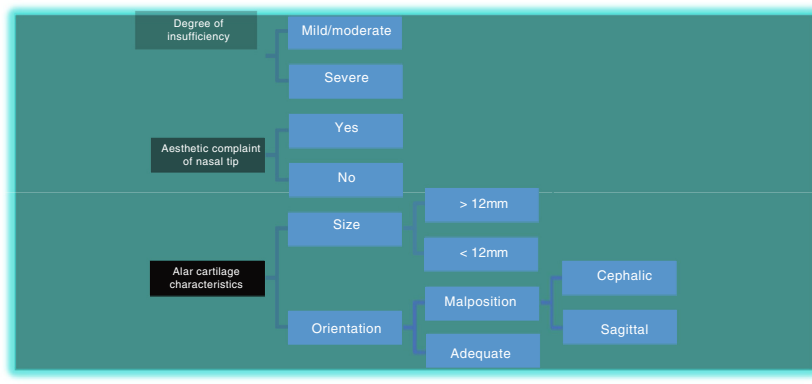 Degree of
insufficiency
Mild/moderate
Severe
Aesthetic complaint
of nasal tip
Yes
No
Alar cartilage
characteristics
Size
> 12mm
< 12mm
Orientation
Malposition
Cephalic
Sagittal
Adequate